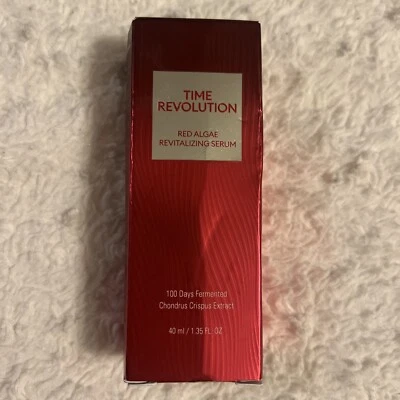 TIME
REVOLUTION
RED ALGAE
REVITALIZING SERUM
100 Days Fermented
Chondrus Crispus Extract
40 ml / 1.35 FL. OZ